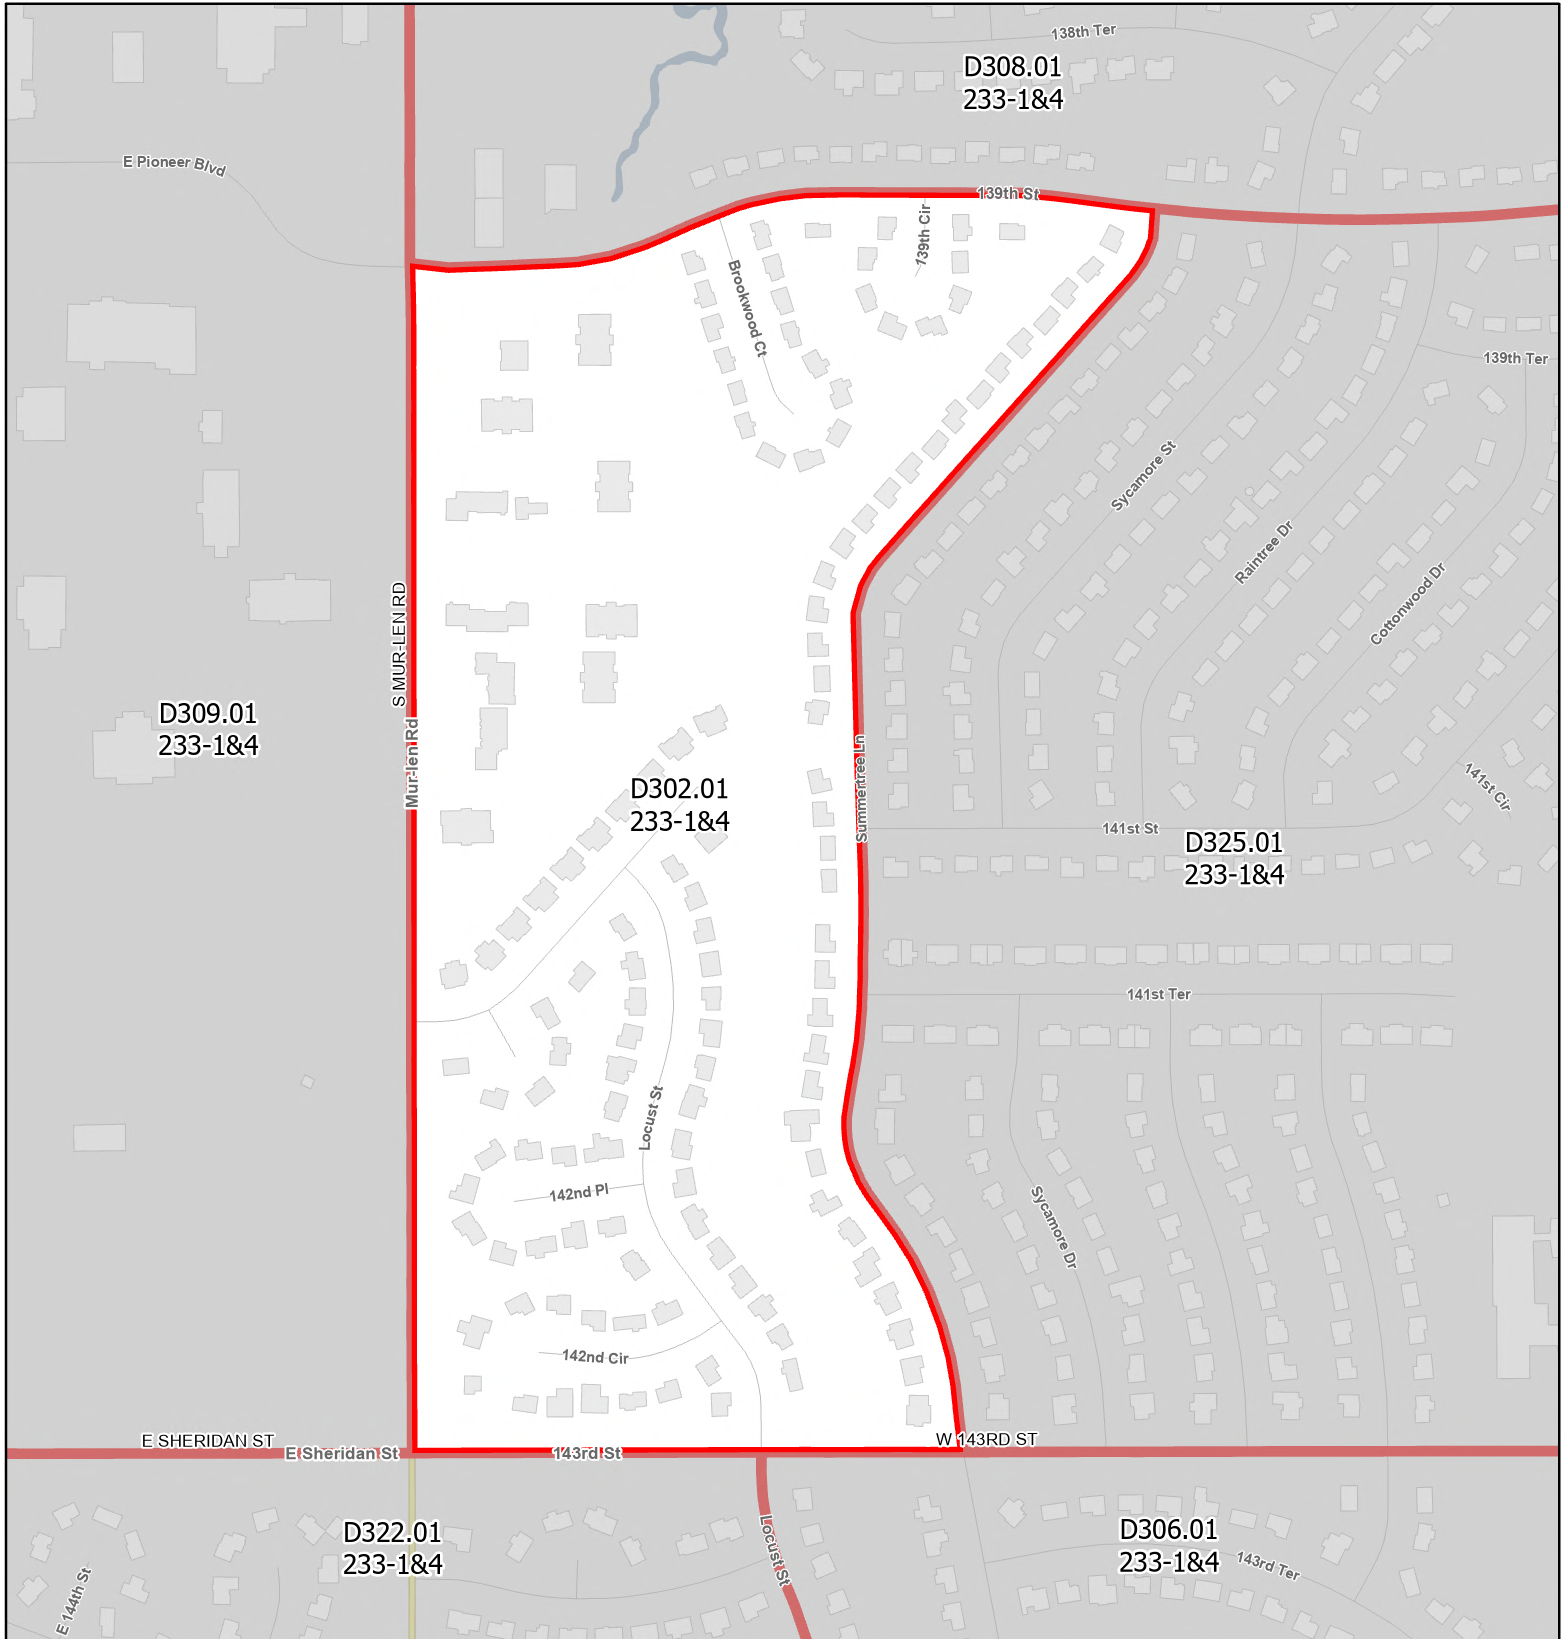 138th Ter
D308.01
233-1&4
E Pioneer Blvd
139th St
139th Cir
Brookwood Ct
139th Ter
Sycamore St
Raintree Dr
Cottonwood Dr
S MUR-LEN RD
D309.01
233-1&4
Mur-len Rd
D302.01
233-1&4
Summertree Ln
141st Cir
141st St
D325.01
233-1&4
141st Ter
Locust St
142nd Pl
Sycamore Dr
142nd Cir
E SHERIDAN ST
E Sheridan St
143rd St
W 143RD ST
D322.01
233-1&4
Locust St
D306.01
233-1&4
143rd Ter
E 144th St